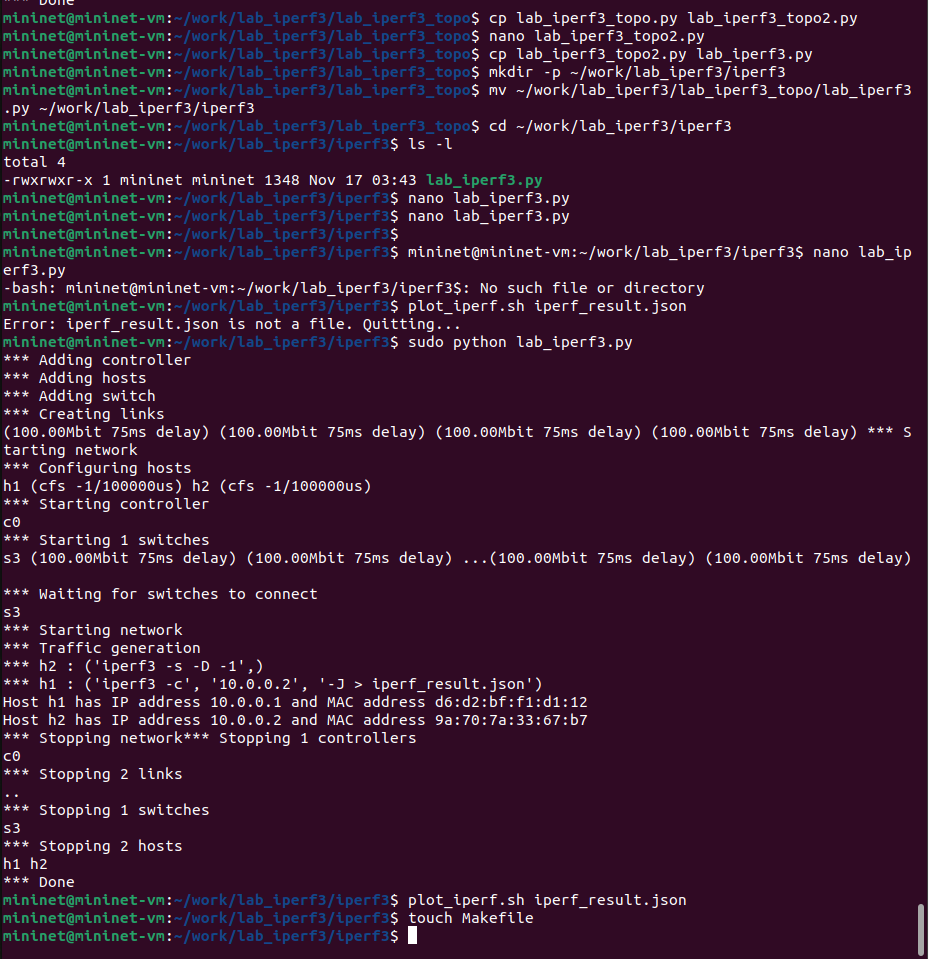 *** Done
mininet@mininet-vm:~/work/lab_iperf3/lab_iperf3_topo$ cp lab_iperf3_topo.py lab_iperf3_topo2.py
mininet@mininet-vm:~/work/lab_iperf3/lab_iperf3_topo$ nano lab_iperf3_topo2.py
mininet@mininet-vm:~/work/lab_iperf3/lab_iperf3_topo$ cp lab_iperf3_topo2.py lab_iperf3.py
mininet@mininet-vm:~/work/lab_iperf3/lab_iperf3_topo$ mkdir -p ~/work/lab_iperf3/iperf3
mininet@mininet-vm:~/work/lab_iperf3/lab_iperf3_topo$ mv ~/work/lab_iperf3/lab_iperf3_topo/lab_iperf3
.py ~/work/lab_iperf3/iperf3
mininet@mininet-vm:~/work/lab_iperf3/lab_iperf3_topo$ cd ~/work/lab_iperf3/iperf3
mininet@mininet-vm:~/work/lab_iperf3/iperf3$ ls -l
total 4
-rwxrwxr-x 1 mininet mininet 1348 Nov 17 03:43 lab_iperf3.py
mininet@mininet-vm:~/work/lab_iperf3/iperf3$ nano lab_iperf3.py
mininet@mininet-vm:~/work/lab_iperf3/iperf3$ nano lab_iperf3.py
mininet@mininet-vm:~/work/lab_iperf3/iperf3$
mininet@mininet-vm:~/work/lab_iperf3/iperf3$ mininet@mininet-vm:~/work/lab_iperf3/iperf3$ nano lab_ip
erf3.py
-bash: mininet@mininet-vm:~/work/lab_iperf3/iperf3$: No such file or directory
mininet@mininet-vm:~/work/lab_iperf3/iperf3$ plot_iperf.sh iperf_result.json
Error: iperf_result.json is not a file. Quitting...
mininet@mininet-vm:~/work/lab_iperf3/iperf3$ sudo python lab_iperf3.py
*** Adding controller
*** Adding hosts
*** Adding switch
*** Creating links
(100.00Mbit 75ms delay) (100.00Mbit 75ms delay) (100.00Mbit 75ms delay) (100.00Mbit 75ms delay) *** S
tarting network
*** Configuring hosts
h1 (cfs -1/100000us) h2 (cfs -1/100000us)
*** Starting controller
c0
*** Starting 1 switches
s3 (100.00Mbit 75ms delay) (100.00Mbit 75ms delay) ...(100.00Mbit 75ms delay) (100.00Mbit 75ms delay)
*** Waiting for switches to connect
s3
*** Starting network
*** Traffic generation
*** h2 : ('iperf3 -s -D -1',)
*** h1 : ('iperf3 -c', '10.0.0.2', '-J > iperf_result.json')
Host h1 has IP address 10.0.0.1 and MAC address d6:d2:bf:f1:d1:12
Host h2 has IP address 10.0.0.2 and MAC address 9a:70:7a:33:67:b7
*** Stopping network*** Stopping 1 controllers
c0
*** Stopping 2 links
..
*** Stopping 1 switches
s3
*** Stopping 2 hosts
h1 h2
*** Done
mininet@mininet-vm:~/work/lab_iperf3/iperf3$ plot_iperf.sh iperf_result.json
mininet@mininet-vm:~/work/lab_iperf3/iperf3$ touch Makefile
mininet@mininet-vm:~/work/lab_iperf3/iperf3$